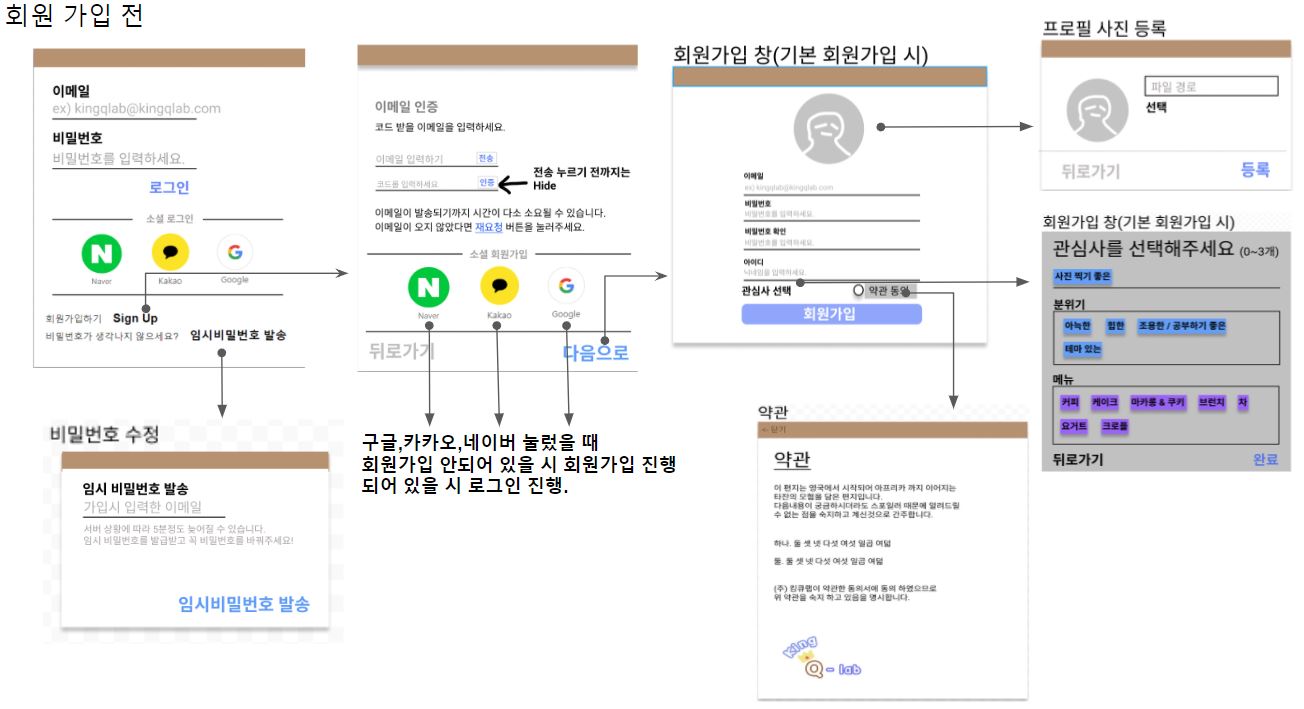 회원 가입 전
이메일
ex) kingqlab@kingqlab.com
비밀번호
비밀번호를 입력하세요.
로그인
소셜 로그인
Naver
Kakao
Google
회원가입하기 Sign Up
비밀번호가 생각나지 않으세요? 임시비밀번호 발송
비밀번호 수정
임시 비밀번호 발송
가입시 입력한 이메일
서버 상황에 따라 5분정도 늦어질 수 있습니다.
임시 비밀번호를 발급받고 꼭 비밀번호를 바꿔주세요!
임시비밀번호 발송
이메일 인증
코드 받을 이메일을 입력하세요.
이메일 입력하기 전송
코드를 입력하세요 인증
전송 누르기 전까지는
Hide
이메일이 발송되기까지 시간이 다소 소요될 수 있습니다.
이메일이 오지 않았다면 재요청 버튼을 눌러주세요.
소셜 회원가입
Naver
Kakao
Google
뒤로가기 다음으로
구글,카카오,네이버 눌렀을 때
회원가입 안되어 있을 시 회원가입 진행
되어 있을 시 로그인 진행.
회원가입 창(기본 회원가입 시)
이메일
ex) kingqlab@kingqlab.com
비밀번호
비밀번호를 입력하세요.
비밀번호 확인
비밀번호를 입력하세요.
아이디
닉네임을 입력하세요.
관심사 선택 약관 동의
회원가입
약관
<- 닫기
약관
이 편지는 영국에서 시작되어 아프리카 까지 이어지는
타잔의 모험을 담은 편지입니다.
다음내용이 궁금하시더라도 스포일러 때문에 알려드릴
수 없는 점을 숙지하고 계신것으로 간주합니다.
하나. 둘 셋 넷 다섯 여섯 일곱 여덟
둘. 둘 셋 넷 다섯 여섯 일곱 여덟
(주) 킹큐랩이 약관한 동의서에 동의 하였으므로
위 약관을 숙지 하고 있음을 명시합니다.
King
Q - lab
프로필 사진 등록
파일 경로
선택
뒤로가기 등록
회원가입 창(기본 회원가입 시)
관심사를 선택해주세요 (0~3개)
사진 찍기 좋은
분위기
아늑한 힙한 조용한 / 공부하기 좋은
테마 있는
메뉴
커피 케이크 마카롱 & 쿠키 브런치 차
요거트 크로플
뒤로가기 완료